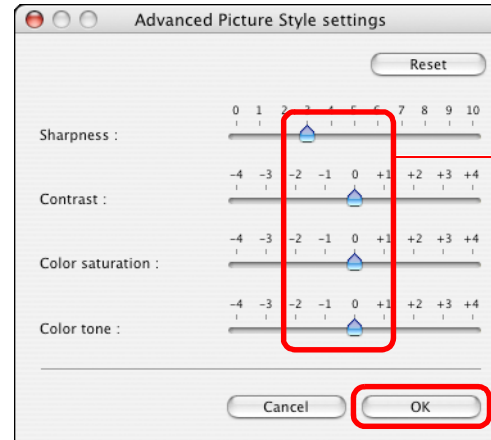 Advanced Picture Style settings
Reset
0 1 2 3 4 5 6 7 8 9 10
Sharpness :
-4 -3 -2 -1 0 +1 +2 +3 +4
Contrast :
-4 -3 -2 -1 0 +1 +2 +3 +4
Color saturation :
-4 -3 -2 -1 0 +1 +2 +3 +4
Color tone :
Cancel OK